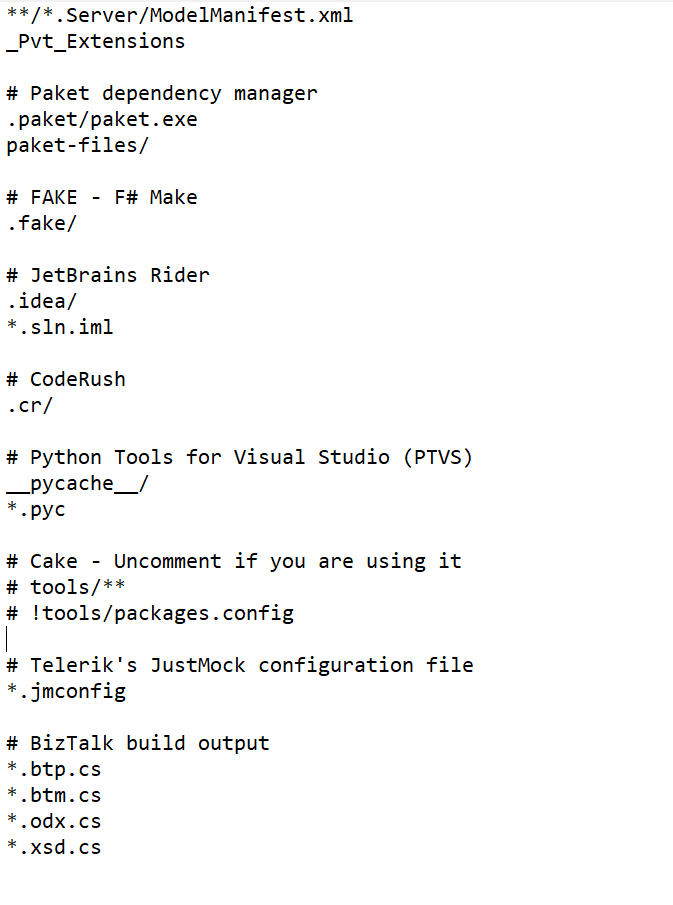 **/*.Server/ModelManifest.xml
_Pvt_Extensions
# Paket dependency manager
.paket/paket.exe
paket-files/
# FAKE - F# Make
.fake/
# JetBrains Rider
.idea/
*.sln.iml
# CodeRush
.cr/
# Python Tools for Visual Studio (PTVS)
__pycache__/
*.pyc
# Cake - Uncomment if you are using it
# tools/**
# !tools/packages.config
# Telerik's JustMock configuration file
*.jmconfig
# BizTalk build output
*.btp.cs
*.btm.cs
*.odx.cs
*.xsd.cs